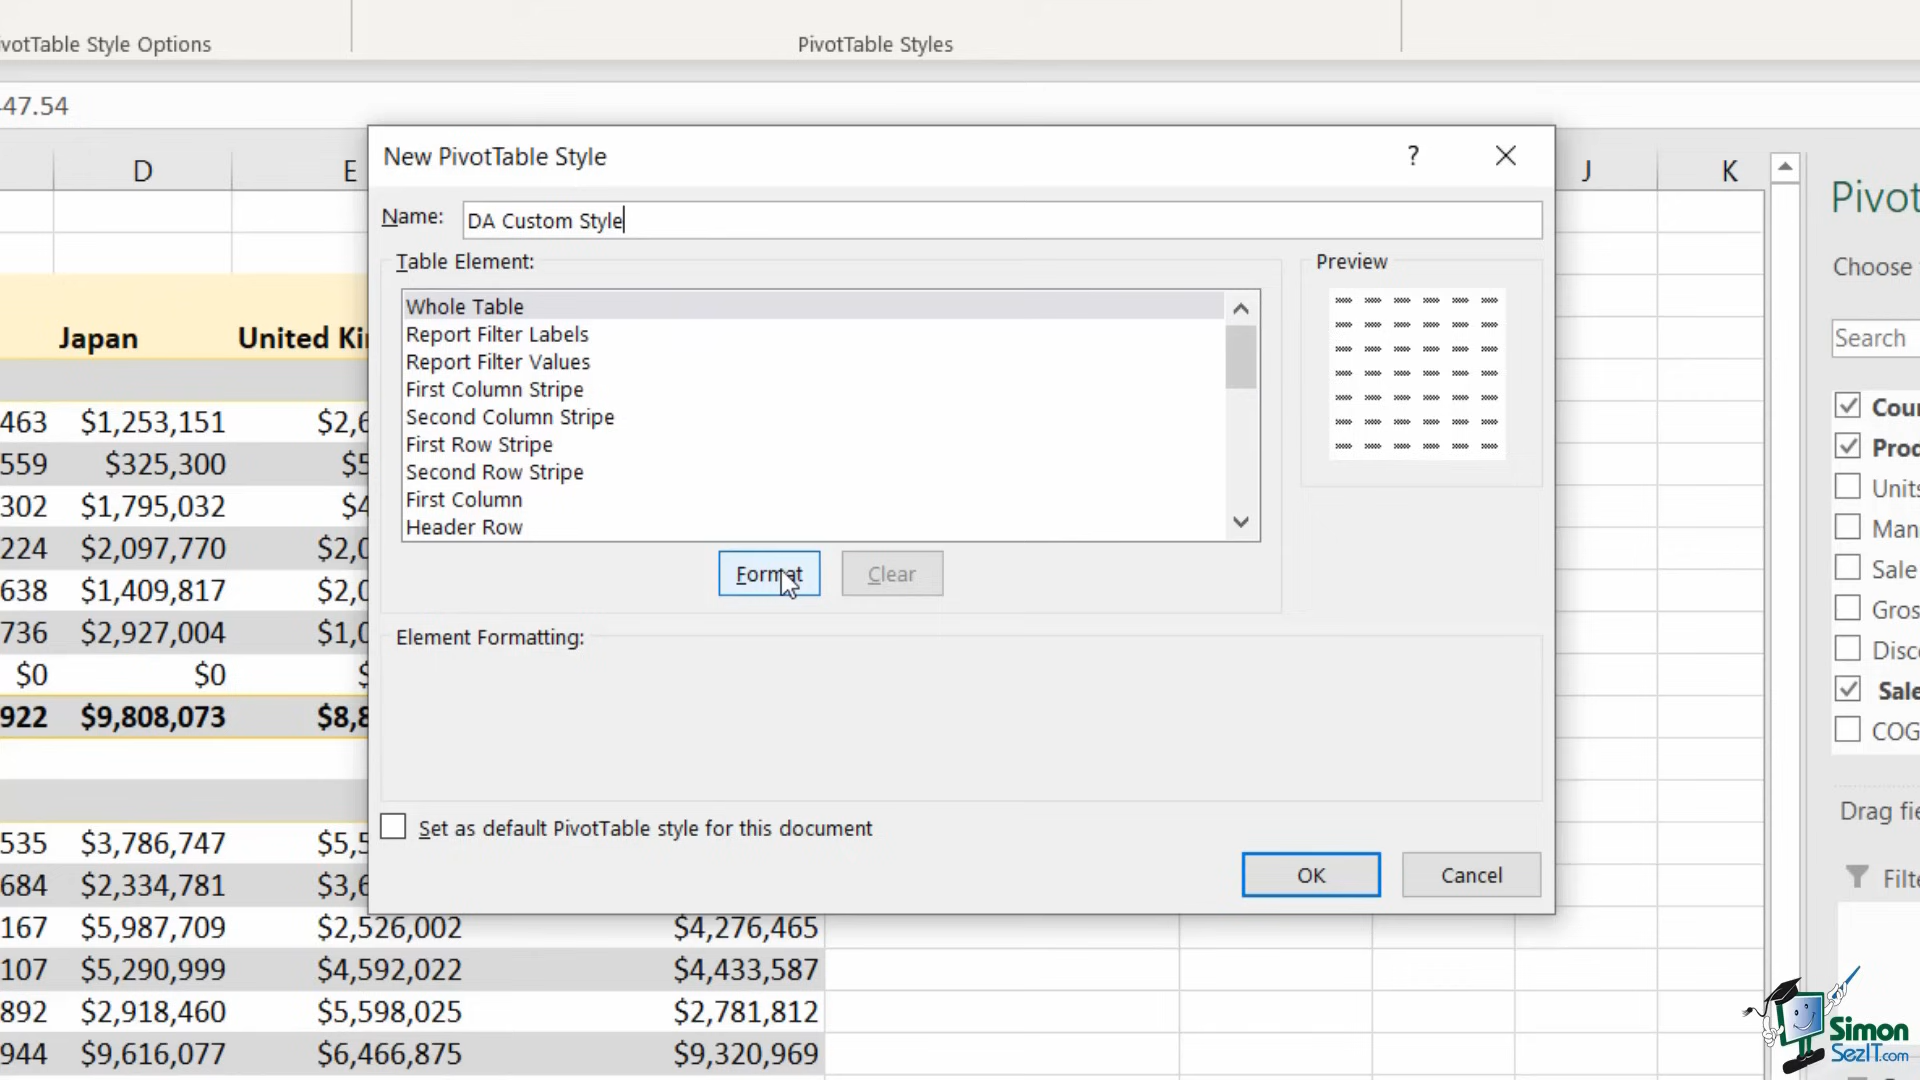 ivotTable Style Options
PivotTable Styles
47.54
D E J K
New PivotTable Style ?
Name: DA Custom Style
Table Element:
Whole Table
Report Filter Labels
Report Filter Values
First Column Stripe
Second Column Stripe
First Row Stripe
Second Row Stripe
First Column
Header Row
Format Clear
Preview
Element Formatting:
Set as default PivotTable style for this document
OK Cancel
Japan United Ki
463 $1,253,151 $2,6
559 $325,300 $5
302 $1,795,032 $4
224 $2,097,770 $2,0
638 $1,409,817 $2,0
736 $2,927,004 $1,0
$0 $0 $
922 $9,808,073 $8,8
535 $3,786,747 $5,5
684 $2,334,781 $3,6
167 $5,987,709 $2,526,002 $4,276,465
107 $5,290,999 $4,592,022 $4,433,587
892 $2,918,460 $5,598,025 $2,781,812
944 $9,616,077 $6,466,875 $9,320,969
Pivot
Choose
Search
Cou
Prod
Units
Man
Sale
Gros
Disc
Sale
COG
Drag fie
Filte
Simon
SezIT.com